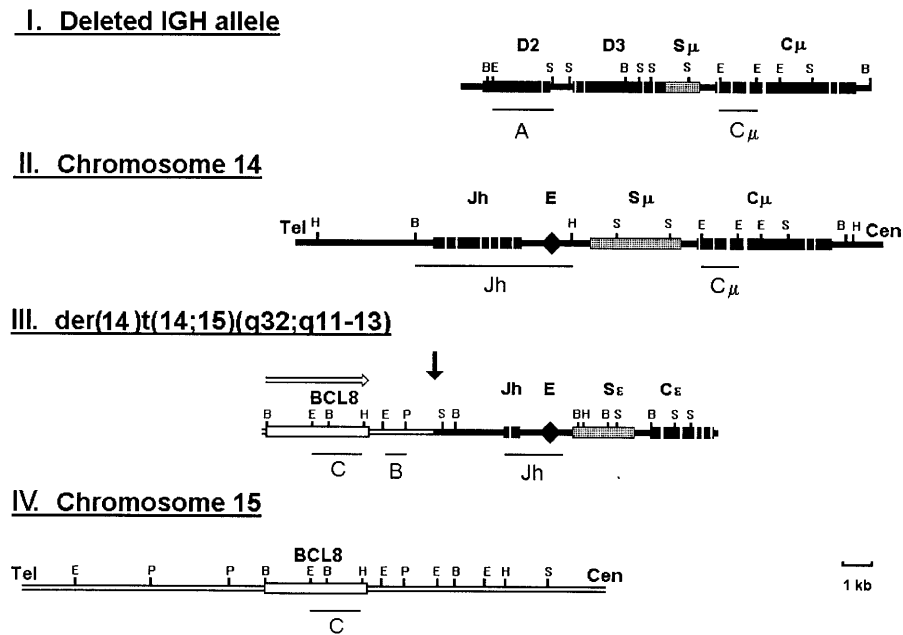 I. Deleted IGH allele
D2 D3 Sμ Cμ
BE S S B S S S E E E S B
A Cμ
II. Chromosome 14
Jh E Sμ Cμ
Tel H B H S S E E E S B H Cen
Jh Cμ
III. der(14)t(14;15)(q32;q11-13)
BCL8 Jh E Sε Cε
B E B H E P S B BH B S B S S
C B Jh
IV. Chromosome 15
BCL8
Tel E P P B E B H E P E B E H S Cen
C
1 kb